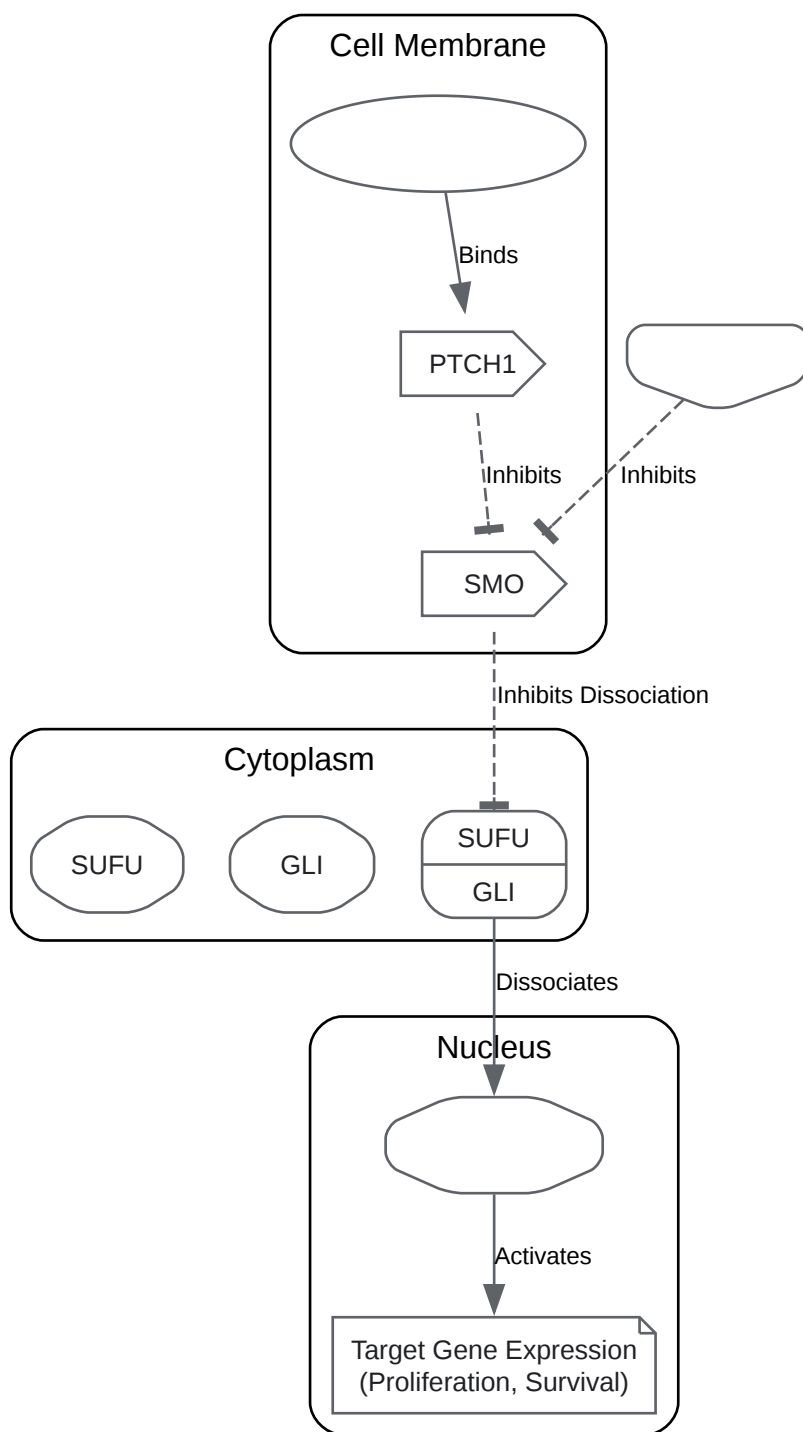 Cell Membrane
Binds
PTCH1
Inhibits
Inhibits
SMO
Inhibits Dissociation
Cytoplasm
SUFU
GLI
SUFU
GLI
Dissociates
Nucleus
Activates
Target Gene Expression
(Proliferation, Survival)